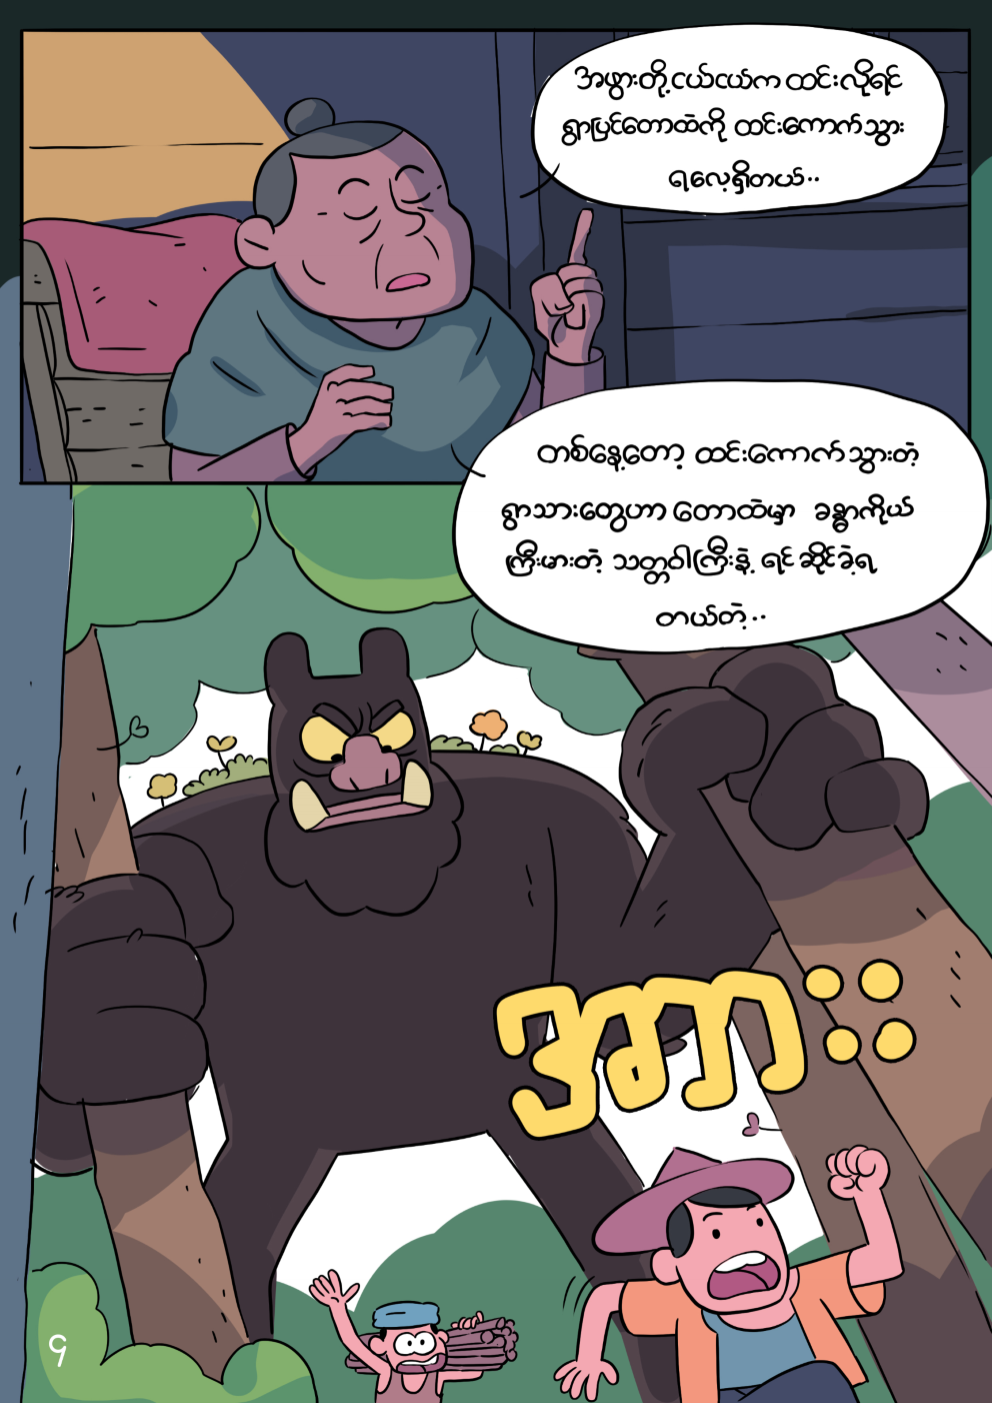 အဖွားတို့ငယ်ငယ်က ထင်းလိုရင်
ရွာပြင်တောထဲကို ထင်းကောက်သွား
ရလေ့ရှိတယ်..
တစ်နေ့တော့ ထင်းကောက်သွားတဲ့
ရွာသားတွေဟာ တောထဲမှာ ခန္ဓာကိုယ်
ကြီးမားတဲ့ သတ္တဝါကြီးနဲ့ ရင်ဆိုင်ခဲ့ရ
တယ်တဲ့..
အားး
၄